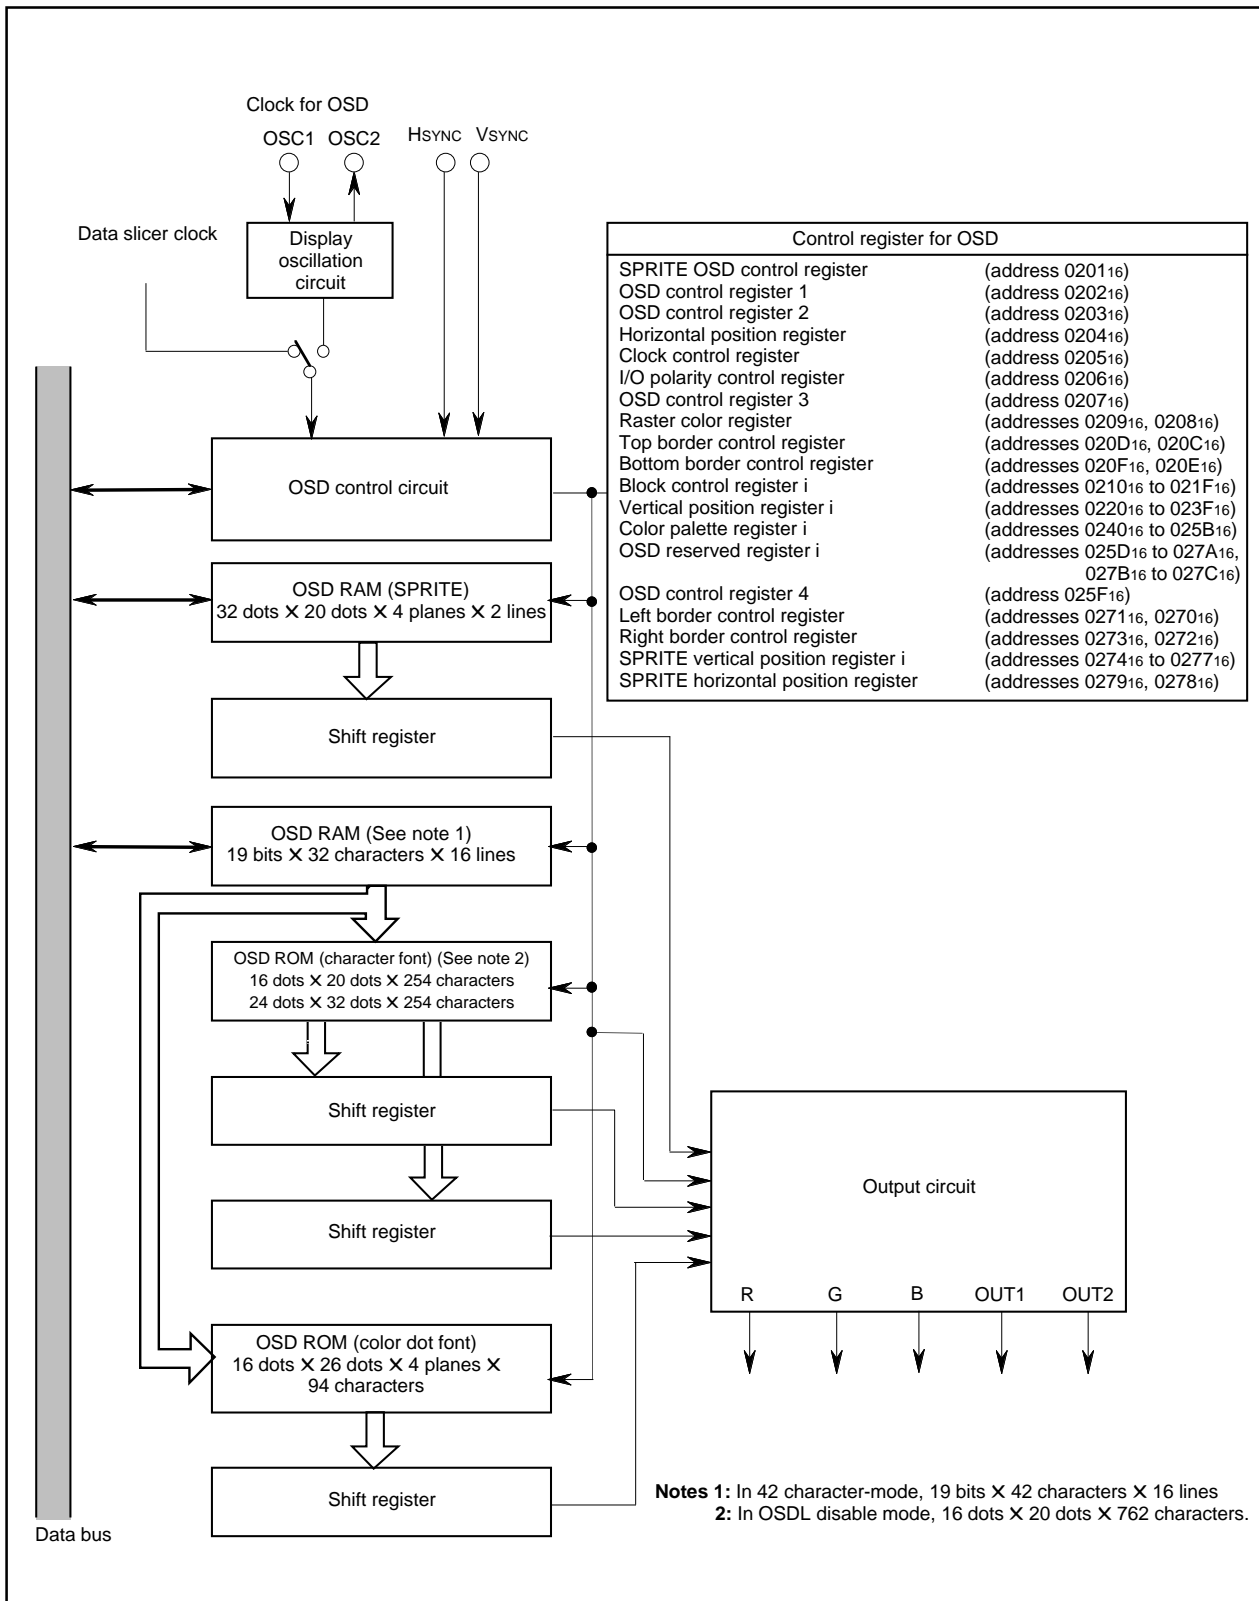 Clock for OSD
OSC1 OSC2 HSYNC VSYNC
Data slicer clock
Display
oscillation
circuit
Control register for OSD
SPRITE OSD control register (address 0201₁₆)
OSD control register 1 (address 0202₁₆)
OSD control register 2 (address 0203₁₆)
Horizontal position register (address 0204₁₆)
Clock control register (address 0205₁₆)
I/O polarity control register (address 0206₁₆)
OSD control register 3 (address 0207₁₆)
Raster color register (addresses 0209₁₆, 0208₁₆)
Top border control register (addresses 020D₁₆, 020C₁₆)
Bottom border control register (addresses 020F₁₆, 020E₁₆)
Block control register i (addresses 0210₁₆ to 021F₁₆)
Vertical position register i (addresses 0220₁₆ to 023F₁₆)
Color palette register i (addresses 0240₁₆ to 025B₁₆)
OSD reserved register i (addresses 025D₁₆ to 027A₁₆,
027B₁₆ to 027C₁₆)
OSD control register 4 (address 025F₁₆)
Left border control register (addresses 0271₁₆, 0270₁₆)
Right border control register (addresses 0273₁₆, 0272₁₆)
SPRITE vertical position register i (addresses 0274₁₆ to 0277₁₆)
SPRITE horizontal position register (addresses 0279₁₆, 0278₁₆)
OSD control circuit
OSD RAM (SPRITE)
32 dots ✕ 20 dots ✕ 4 planes ✕ 2 lines
Shift register
OSD RAM (See note 1)
19 bits ✕ 32 characters ✕ 16 lines
OSD ROM (character font) (See note 2)
16 dots ✕ 20 dots ✕ 254 characters
24 dots ✕ 32 dots ✕ 254 characters
Shift register
Shift register
Output circuit
R G B OUT1 OUT2
OSD ROM (color dot font)
16 dots ✕ 26 dots ✕ 4 planes ✕
94 characters
Shift register
Data bus
Notes 1: In 42 character-mode, 19 bits ✕ 42 characters ✕ 16 lines
2: In OSDL disable mode, 16 dots ✕ 20 dots ✕ 762 characters.